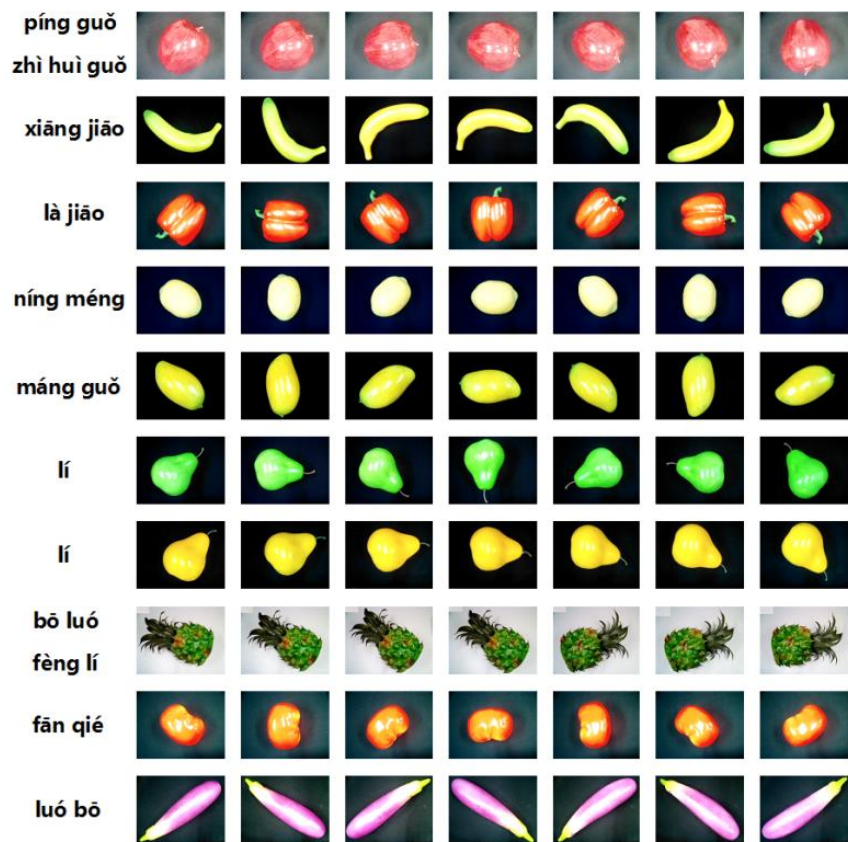 píng guǒ
zhì huì guǒ
xiāng jiāo
là jiāo
níng méng
máng guǒ
lí
lí
bō luó
fèng lí
fān qié
luó bō